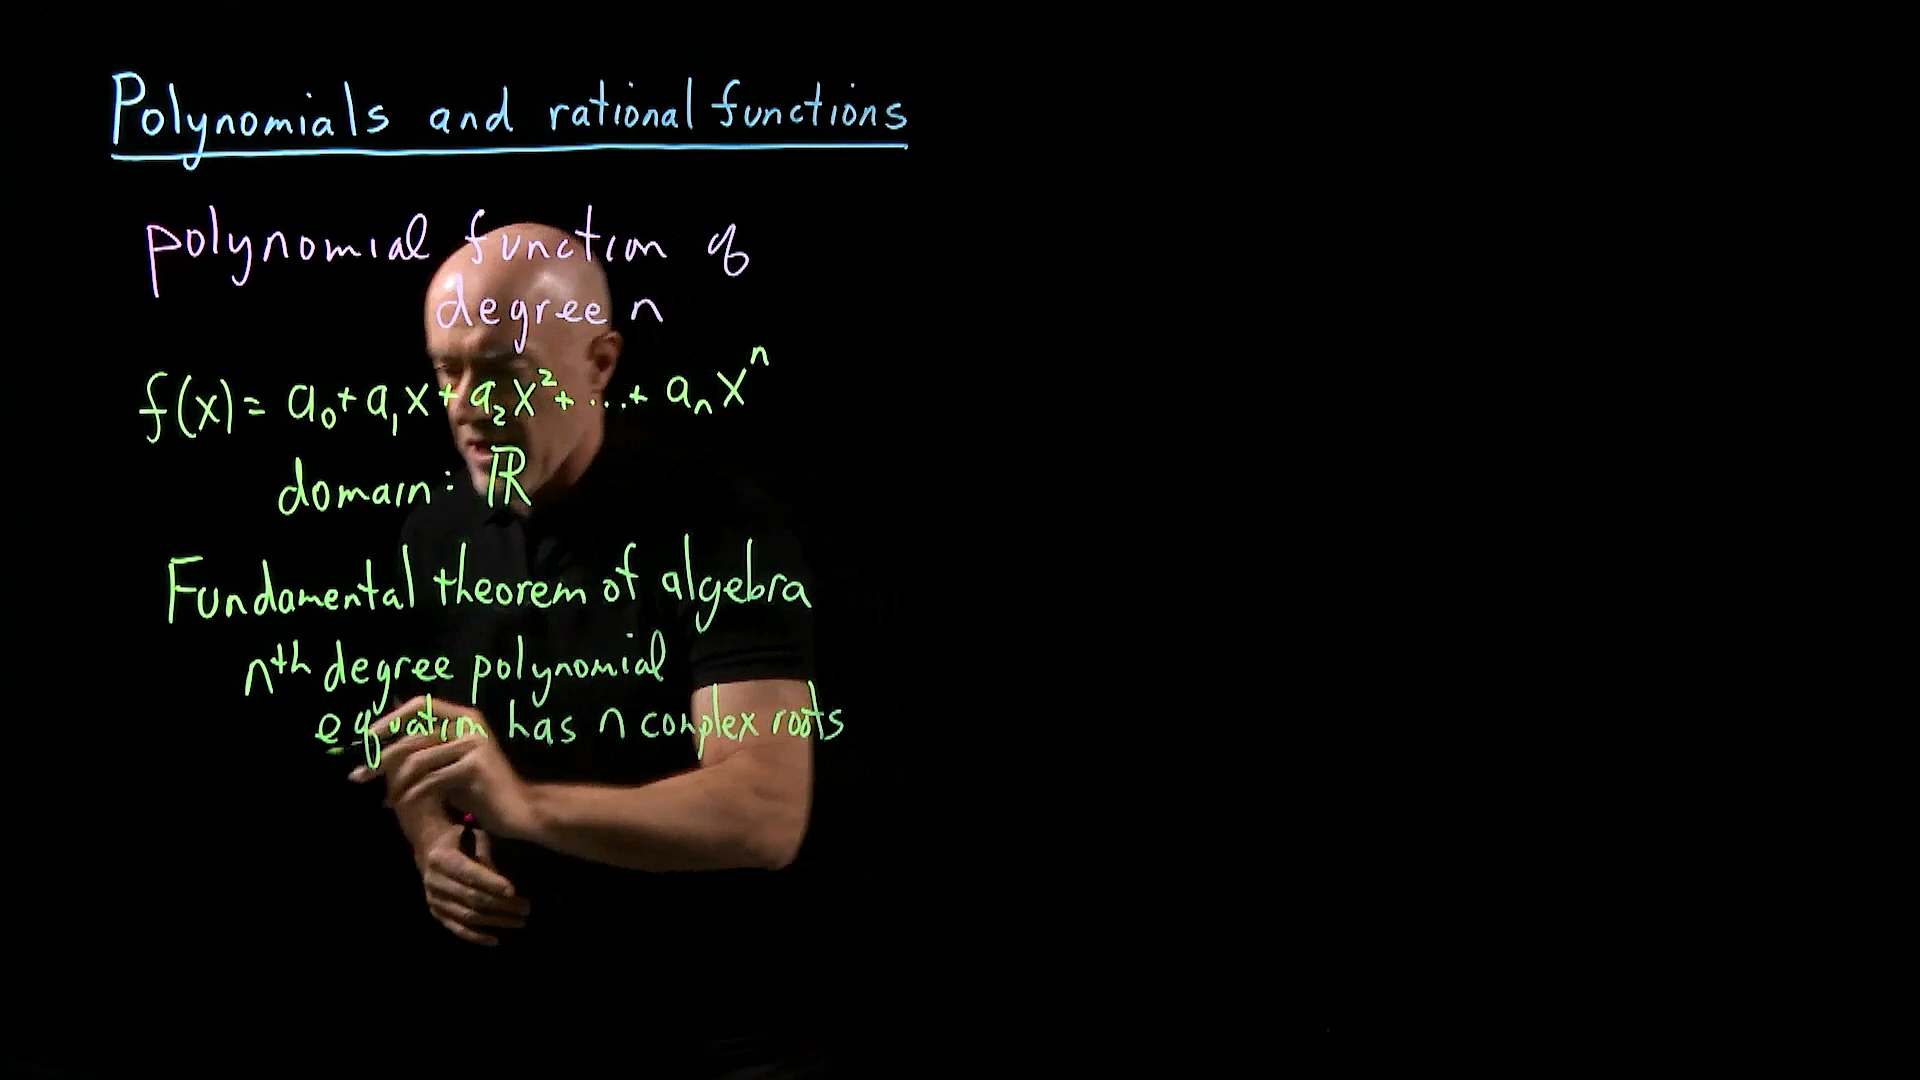 Polynomials and rational functions
polynomial function of
degree n
f(x) = a₀ + a₁x + a₂x² + ... + aₙxⁿ
domain: ℝ
Fundamental theorem of algebra
nᵗʰ degree polynomial
equation has n complex roots